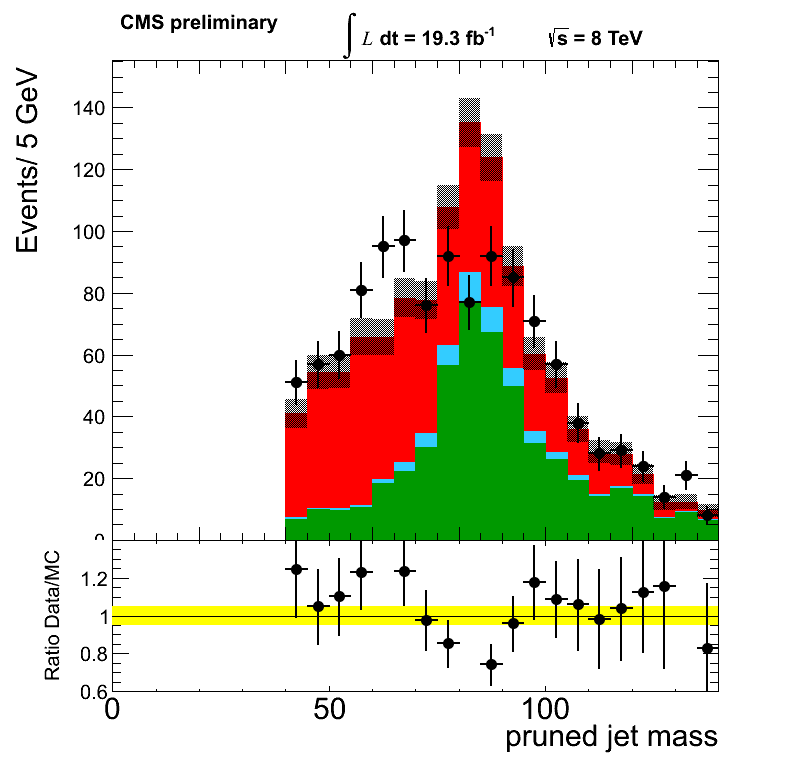 CMS preliminary
∫ L dt = 19.3 fb⁻¹
√s = 8 TeV
Events/ 5 GeV
140
120
100
80
60
40
20
0
Ratio Data/MC
1.2
1
0.8
0.6
0 50 100
pruned jet mass